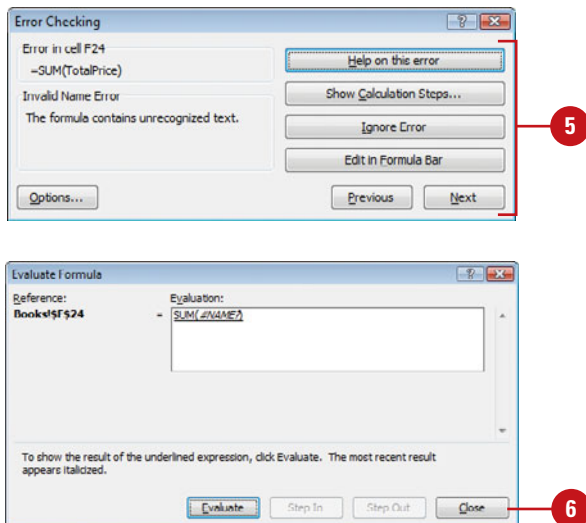 Error Checking
Error in cell F24
=SUM(TotalPrice)
Invalid Name Error
The formula contains unrecognized text.
Help on this error
Show Calculation Steps...
Ignore Error
Edit in Formula Bar
Options...
Previous
Next
5
Evaluate Formula
Reference:
Books!$F$24
Evaluation:
= SUM(#NAME?)
To show the result of the underlined expression, click Evaluate. The most recent result
appears italicized.
Evaluate
Step In
Step Out
Close
6